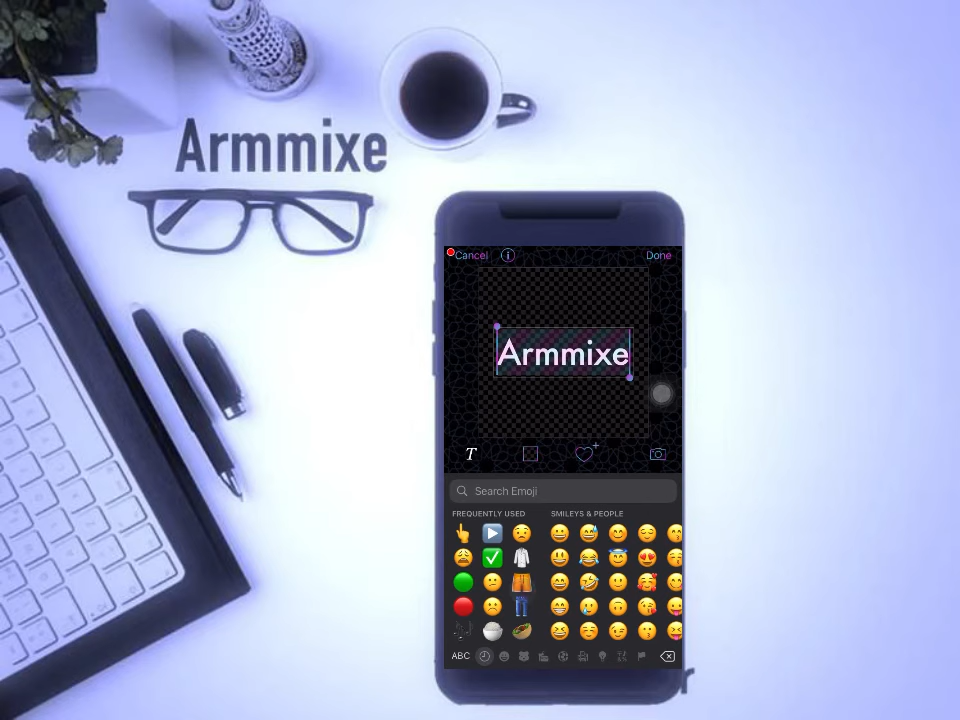 Armmixe
Cancel
Done
Armmixe
T
Search Emoji
FREQUENTLY USED
SMILEYS & PEOPLE
ABC
r